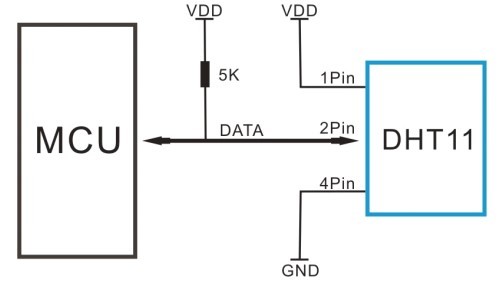 VDD
VDD
5K
1Pin
MCU
DATA
2Pin
DHT11
4Pin
GND